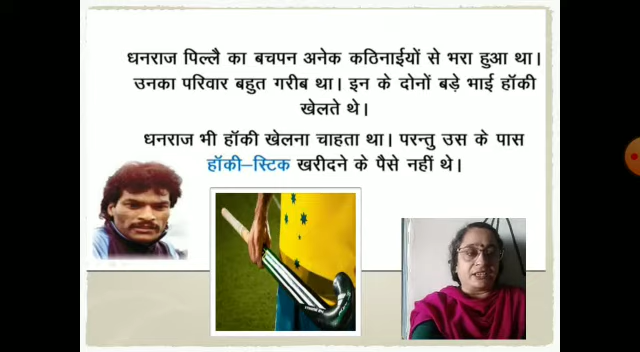 धनराज पिल्लै का बचपन अनेक कठिनाईयों से भरा हुआ था।
उनका परिवार बहुत गरीब था। इन के दोनों बड़े भाई हॉकी
खेलते थे।
धनराज भी हॉकी खेलना चाहता था। परन्तु उस के पास
हॉकी–स्टिक खरीदने के पैसे नहीं थे।